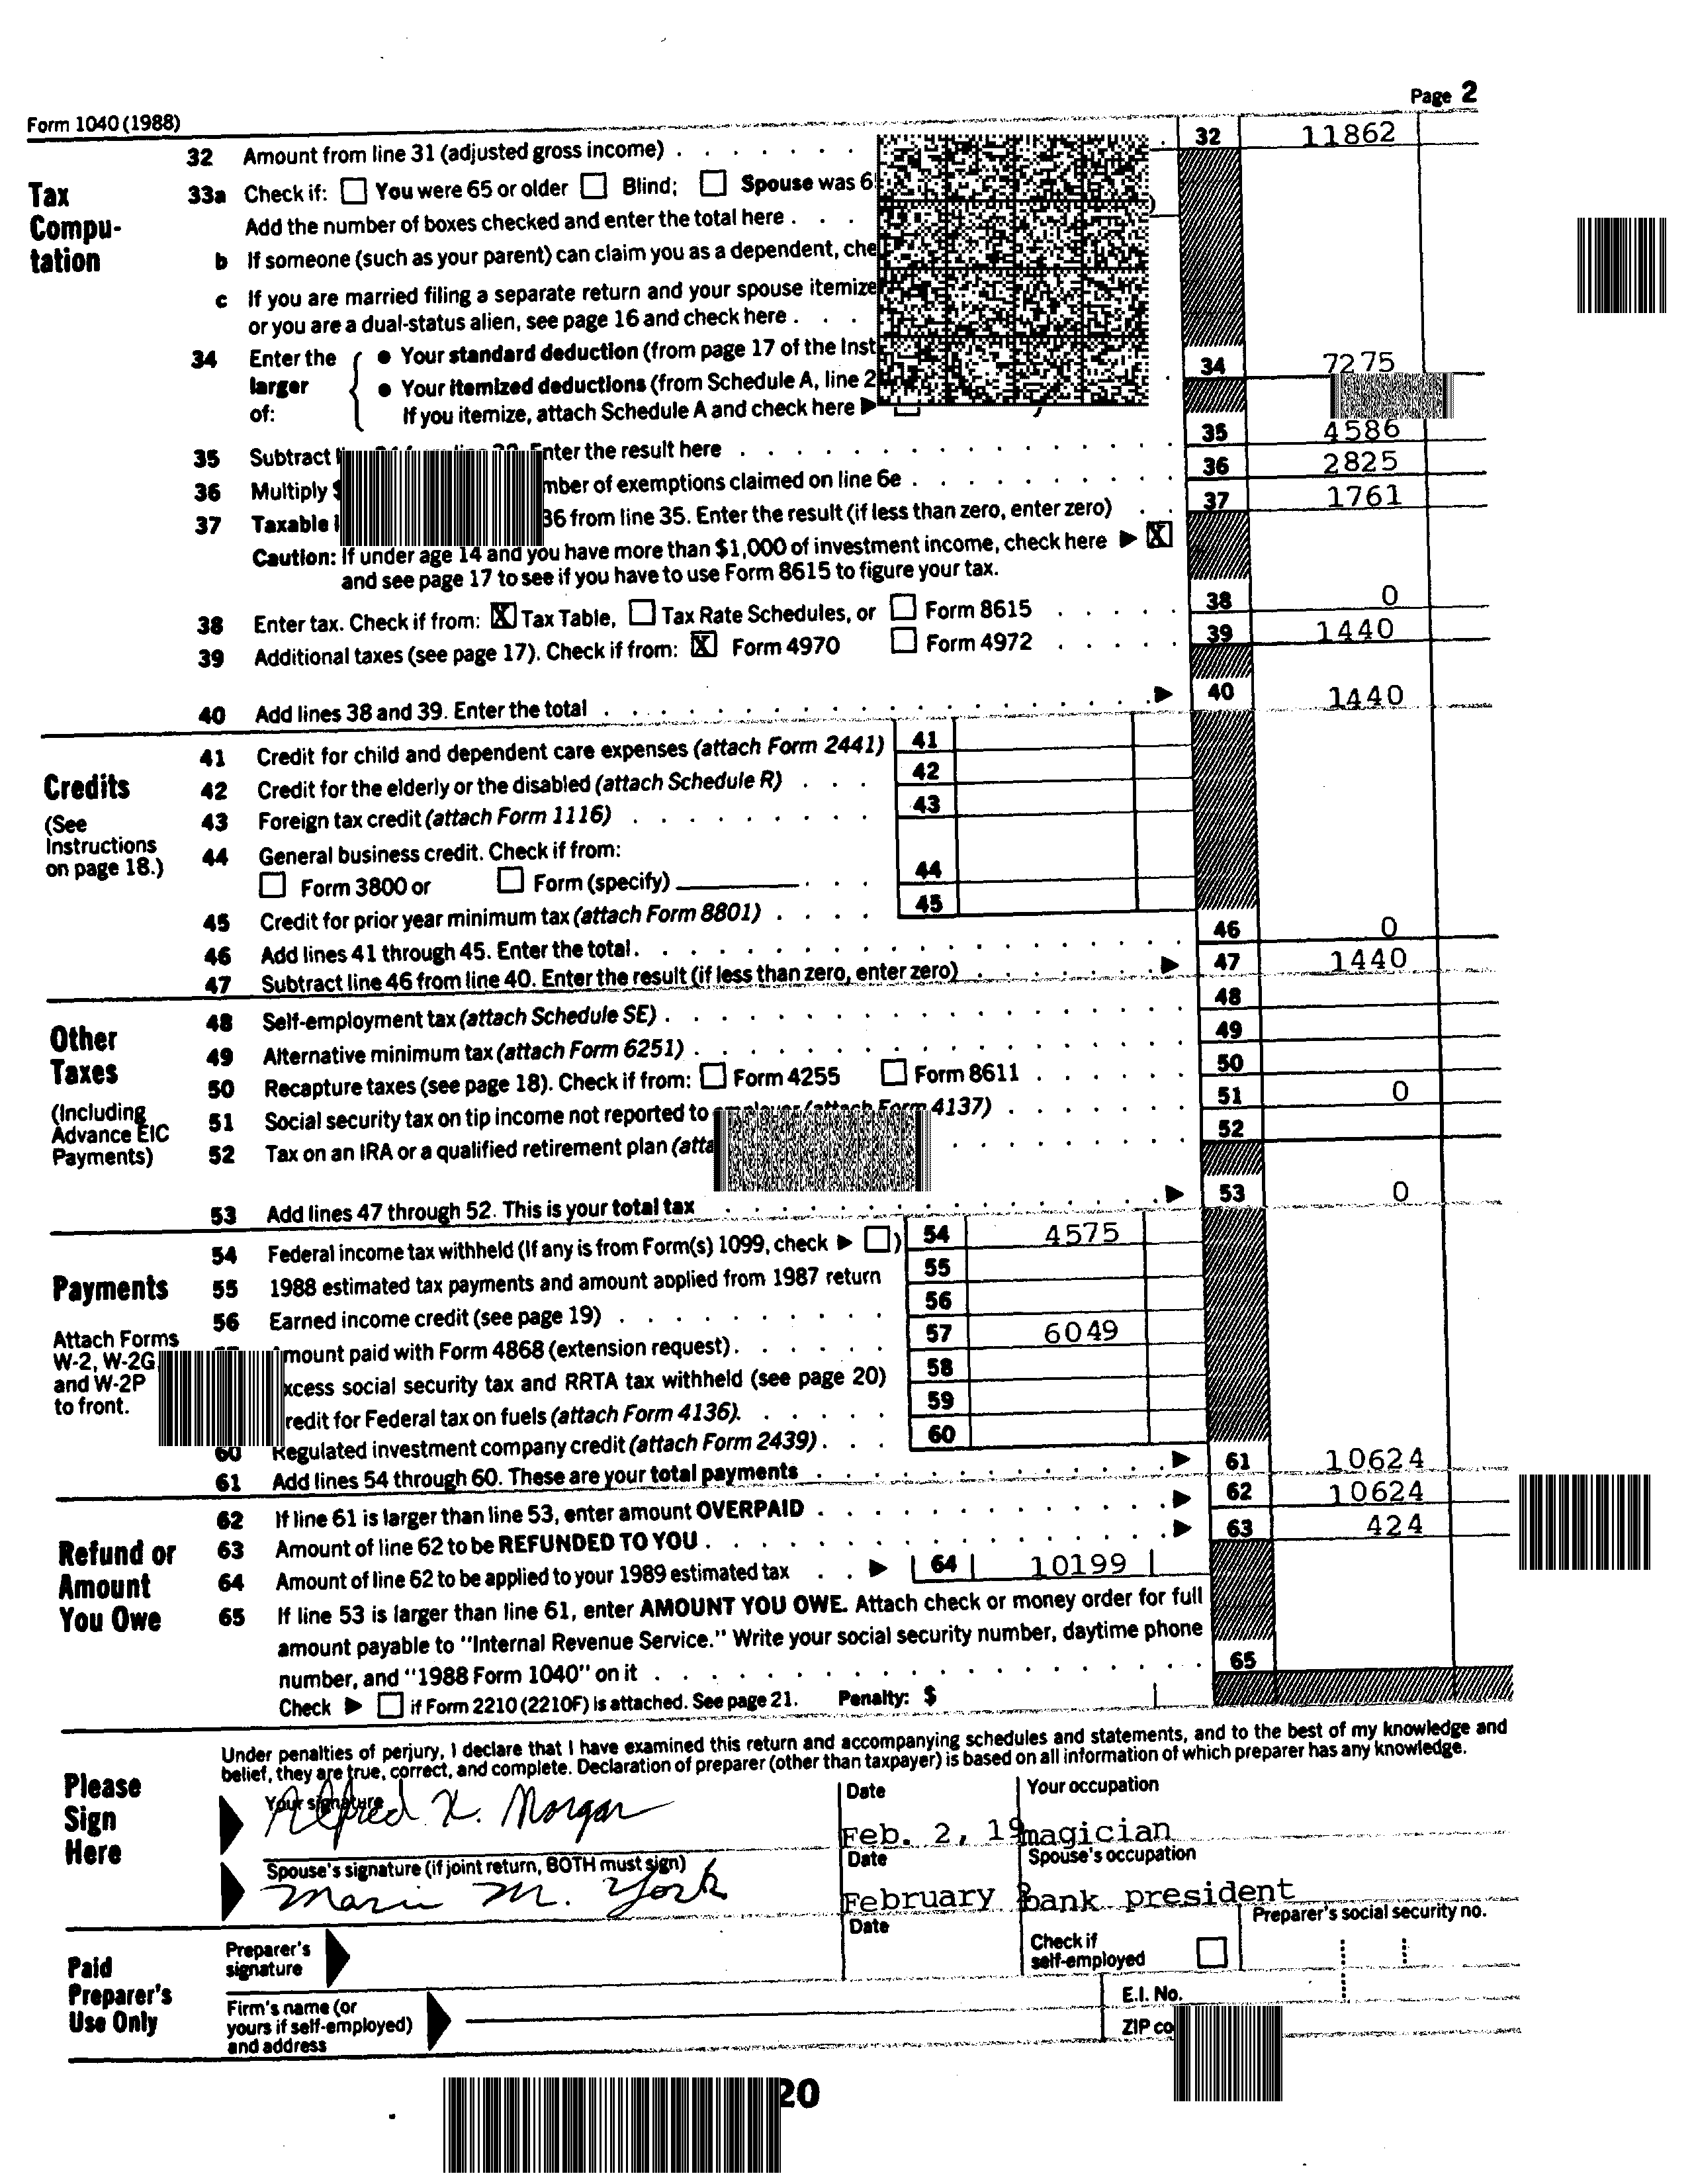 Form 1040 (1988)
Page 2
Tax Compu-tation
32 Amount from line 31 (adjusted gross income) . . . . . . . 32 11862
33a Check if: You were 65 or older Blind; Spouse was
Add the number of boxes checked and enter the total here . . .
b If someone (such as your parent) can claim you as a dependent,
c If you are married filing a separate return and your spouse
or you are a dual-status alien, see page 16 and check here . . .
34 Enter the larger of:
● Your standard deduction (from page 17 of the 34 7275
● Your itemized deductions (from Schedule A, line
If you itemize, attach Schedule A and check here ▶
35 Subtract Enter the result here . . . . . . . . . . . . . 35 4586
36 Multiply of exemptions claimed on line 6e . . . . . . . . 36 2825
37 Taxable 36 from line 35. Enter the result (if less than zero, enter zero) . . 37 1761
Caution: If under age 14 and you have more than $1,000 of investment income, check here ▶ X
and see page 17 to see if you have to use Form 8615 to figure your tax.
38 Enter tax. Check if from: X Tax Table, Tax Rate Schedules, or Form 8615 . . . . . 38 0
39 Additional taxes (see page 17). Check if from: X Form 4970 Form 4972 . . . . . 39 1440
40 Add lines 38 and 39. Enter the total . . . . . . . . . . . . . . . . ▶ 40 1440
Credits
(See Instructions on page 18.)
41 Credit for child and dependent care expenses (attach Form 2441) 41
42 Credit for the elderly or the disabled (attach Schedule R) . . . 42
43 Foreign tax credit (attach Form 1116) . . . . . . . . . 43
44 General business credit. Check if from:
Form 3800 or Form (specify) . . . 44
45 Credit for prior year minimum tax (attach Form 8801) . . . . 45
46 Add lines 41 through 45. Enter the total . . . . . . . . . . . . . . 46 0
47 Subtract line 46 from line 40. Enter the result (if less than zero, enter zero) . . . . . ▶ 47 1440
Other Taxes
(Including Advance EIC Payments)
48 Self-employment tax (attach Schedule SE) . . . . . . . . . . . . . . 48
49 Alternative minimum tax (attach Form 6251) . . . . . . . . . . . . . 49
50 Recapture taxes (see page 18). Check if from: Form 4255 Form 8611 . . . . . . 50
51 Social security tax on tip income not reported to employer (attach Form 4137) . . . . . . . 51 0
52 Tax on an IRA or a qualified retirement plan . . . . . . . . 52
53 Add lines 47 through 52. This is your total tax . . . . . . . . . . . . ▶ 53 0
Payments
Attach Forms W-2, W-2G, and W-2P to front.
54 Federal income tax withheld (If any is from Form(s) 1099, check ▶ ) 54 4575
55 1988 estimated tax payments and amount applied from 1987 return 55
56 Earned income credit (see page 19) . . . . . . . . . . 56
mount paid with Form 4868 (extension request) . . . . . 57 6049
xcess social security tax and RRTA tax withheld (see page 20) 58
redit for Federal tax on fuels (attach Form 4136) . . . . . 59
60 Regulated investment company credit (attach Form 2439) . . . 60
61 Add lines 54 through 60. These are your total payments . . . . . . . . . . ▶ 61 10624
Refund or Amount You Owe
62 If line 61 is larger than line 53, enter amount OVERPAID . . . . . . . . . . ▶ 62 10624
63 Amount of line 62 to be REFUNDED TO YOU . . . . . . . . . . . . . ▶ 63 424
64 Amount of line 62 to be applied to your 1989 estimated tax . . ▶ 64 10199
65 If line 53 is larger than line 61, enter AMOUNT YOU OWE. Attach check or money order for full
amount payable to "Internal Revenue Service." Write your social security number, daytime phone
number, and "1988 Form 1040" on it . . . . . . . . . . . . . . . 65
Check ▶ if Form 2210 (2210F) is attached. See page 21. Penalty: $
Please Sign Here
Under penalties of perjury, I declare that I have examined this return and accompanying schedules and statements, and to the best of my knowledge and
belief, they are true, correct, and complete. Declaration of preparer (other than taxpayer) is based on all information of which preparer has any knowledge.
Your signature Date Your occupation
Alfred X. Morgan Feb. 2, 19 magician
Spouse's signature (if joint return, BOTH must sign) Date Spouse's occupation
Marie M. York February bank president
Paid Preparer's Use Only
Preparer's signature Date Check if self-employed Preparer's social security no.
Firm's name (or yours if self-employed) and address E.I. No.
ZIP
20